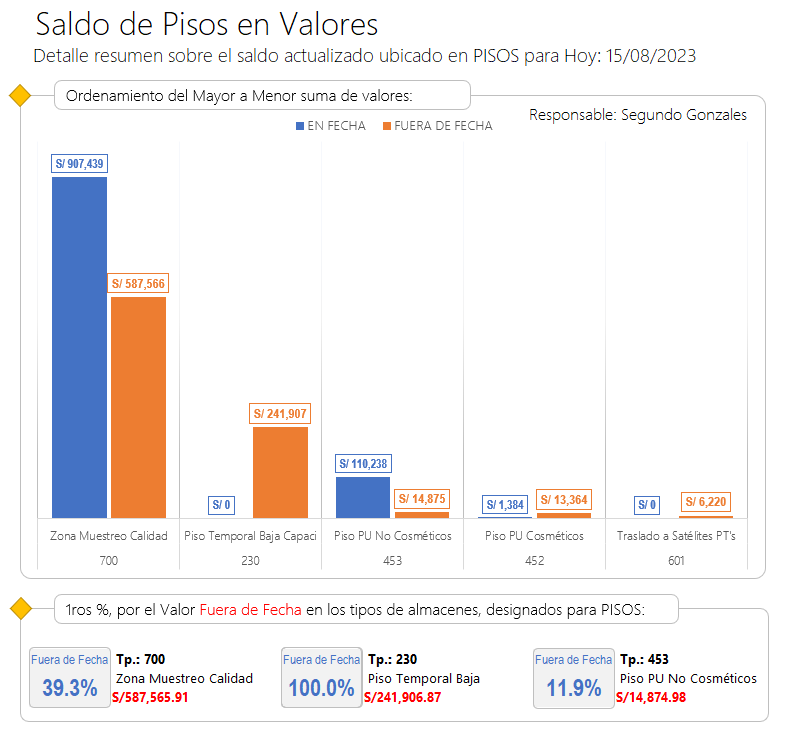 Saldo de Pisos en Valores
Detalle resumen sobre el saldo actualizado ubicado en PISOS para Hoy: 15/08/2023
Ordenamiento del Mayor a Menor suma de valores:
Responsable: Segundo Gonzales
EN FECHA FUERA DE FECHA
S/ 907,439
S/ 587,566
S/ 0
S/ 241,907
S/ 110,238
S/ 14,875
S/ 1,384
S/ 13,364
S/ 0
S/ 6,220
Zona Muestreo Calidad
Piso Temporal Baja Capaci
Piso PU No Cosméticos
Piso PU Cosméticos
Traslado a Satélites PT's
700
230
453
452
601
1ros %, por el Valor Fuera de Fecha en los tipos de almacenes, designados para PISOS:
Fuera de Fecha
39.3%
Tp.: 700
Zona Muestreo Calidad
S/587,565.91
Fuera de Fecha
100.0%
Tp.: 230
Piso Temporal Baja
S/241,906.87
Fuera de Fecha
11.9%
Tp.: 453
Piso PU No Cosméticos
S/14,874.98